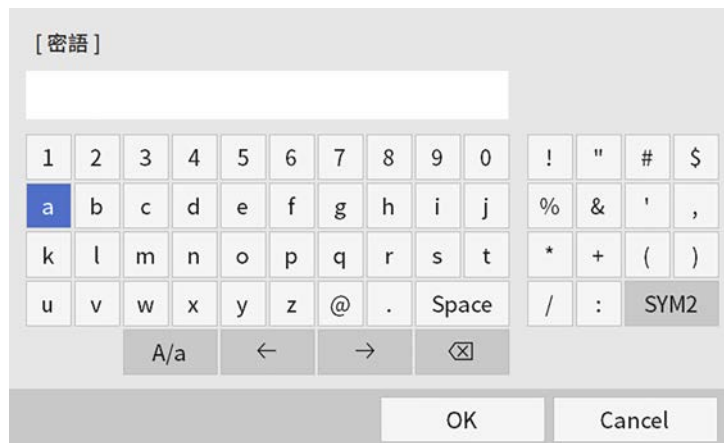 [ 密語 ]
1 2 3 4 5 6 7 8 9 0 ! " # $
a b c d e f g h i j % & ' ,
k l m n o p q r s t * + ( )
u v w x y z @ . Space / : SYM2
A/a ← → ⌫
OK Cancel